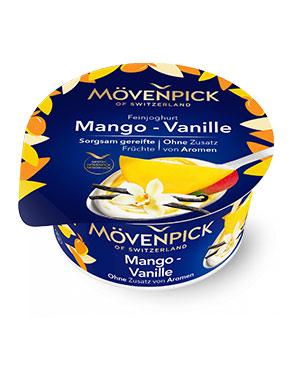 MÖVENPICK
OF SWITZERLAND
Feinjoghurt
Mango - Vanille
Sorgsam gereifte Früchte
Ohne Zusatz von Aromen
MÖVENPICK
OF SWITZERLAND
Mango -
Vanille
Ohne Zusatz von Aromen